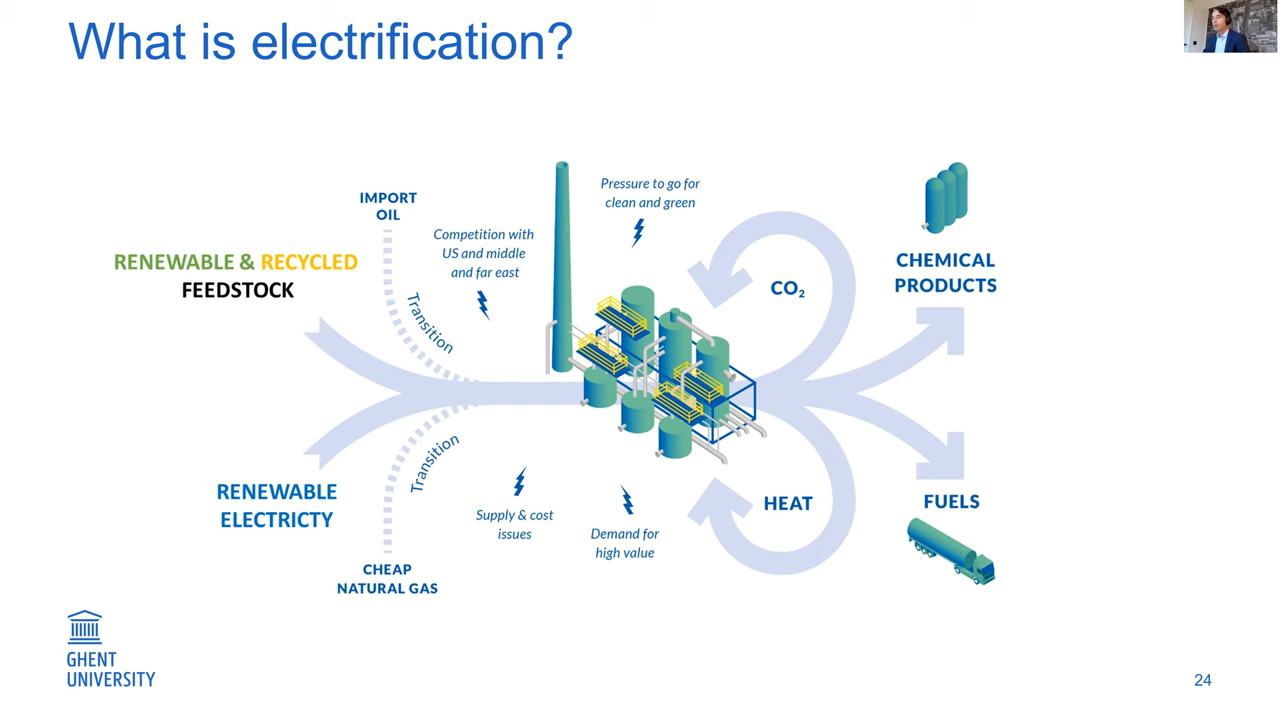 What is electrification?
IMPORT
OIL
Pressure to go for
clean and green
Competition with
US and middle
and far east
RENEWABLE & RECYCLED
FEEDSTOCK
Transition
CO₂
CHEMICAL
PRODUCTS
Transition
RENEWABLE
ELECTRICTY
Supply & cost
issues
Demand for
high value
HEAT
FUELS
CHEAP
NATURAL GAS
GHENT
UNIVERSITY
24